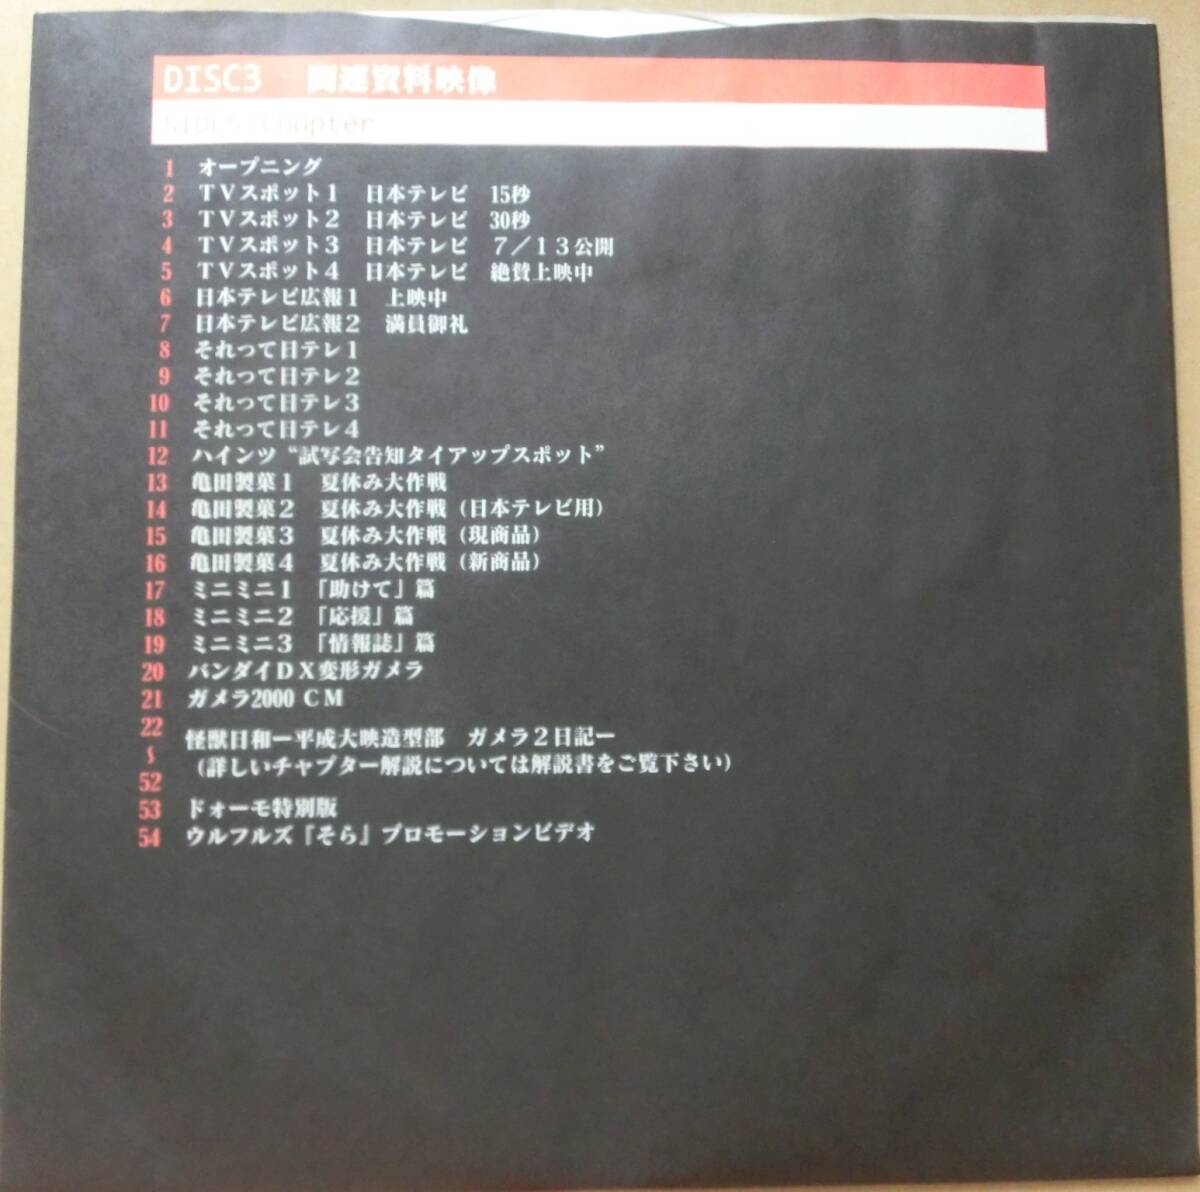 DISC3　関連資料映像
SIDE5:Chapter
1 オープニング
2 TVスポット1　日本テレビ　15秒
3 TVスポット2　日本テレビ　30秒
4 TVスポット3　日本テレビ　7／13公開
5 TVスポット4　日本テレビ　絶賛上映中
6 日本テレビ広報1　上映中
7 日本テレビ広報2　満員御礼
8 それって日テレ1
9 それって日テレ2
10 それって日テレ3
11 それって日テレ4
12 ハインツ“試写会告知タイアップスポット”
13 亀田製菓1　夏休み大作戦
14 亀田製菓2　夏休み大作戦（日本テレビ用）
15 亀田製菓3　夏休み大作戦（現商品）
16 亀田製菓4　夏休み大作戦（新商品）
17 ミニミニ1　「助けて」篇
18 ミニミニ2　「応援」篇
19 ミニミニ3　「情報誌」篇
20 バンダイDX変形ガメラ
21 ガメラ2000 CM
22
〜
52
怪獣日和ー平成大映造型部　ガメラ2日記ー
（詳しいチャプター解説については解説書をご覧下さい）
53 ドォーモ特別版
54 ウルフルズ『そら』プロモーションビデオ